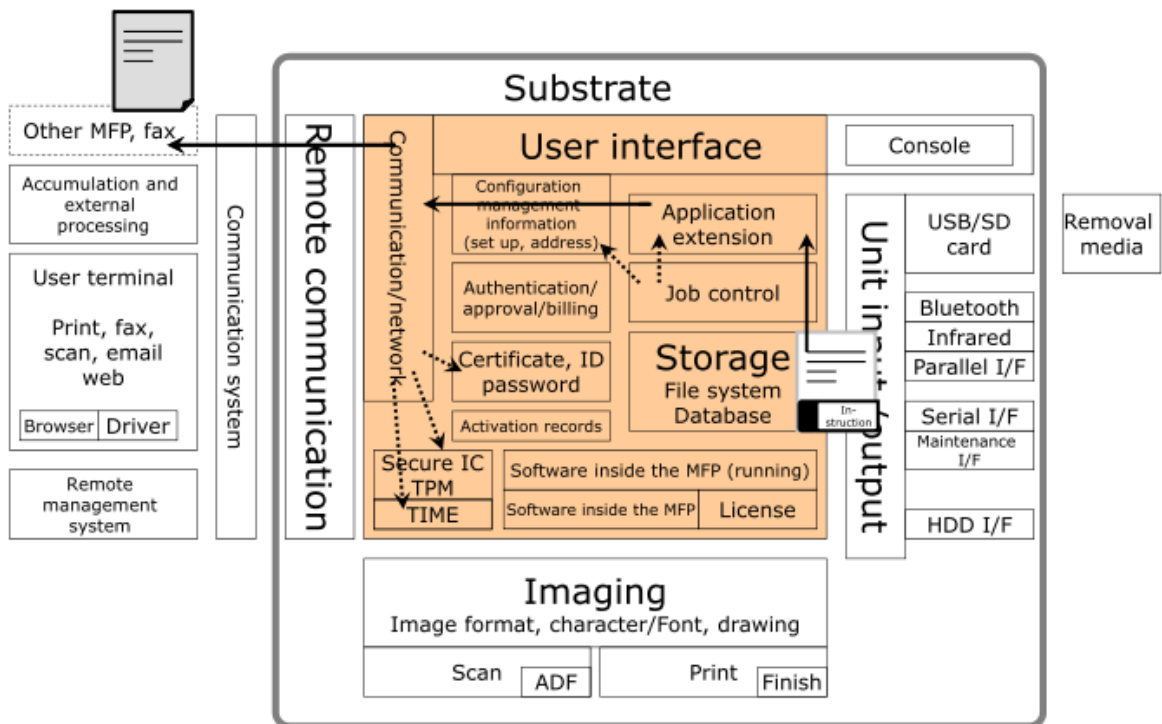 Substrate
Other MFP, fax
Accumulation and
external
processing
User terminal
Print, fax,
scan, email
web
Browser
Driver
Remote
management
system
Communication system
Remote communication
Communication/network
User interface
Configuration
management
information
(set up, address)
Application
extension
Authentication/
approval/billing
Job control
Certificate, ID
password
Storage
File system
Database
In-
struction
Activation records
Secure IC
TPM
TIME
Software inside the MFP (running)
Software inside the MFP
License
Console
Unit input/output
USB/SD
card
Bluetooth
Infrared
Parallel I/F
Serial I/F
Maintenance
I/F
HDD I/F
Removal
media
Imaging
Image format, character/Font, drawing
Scan
ADF
Print
Finish